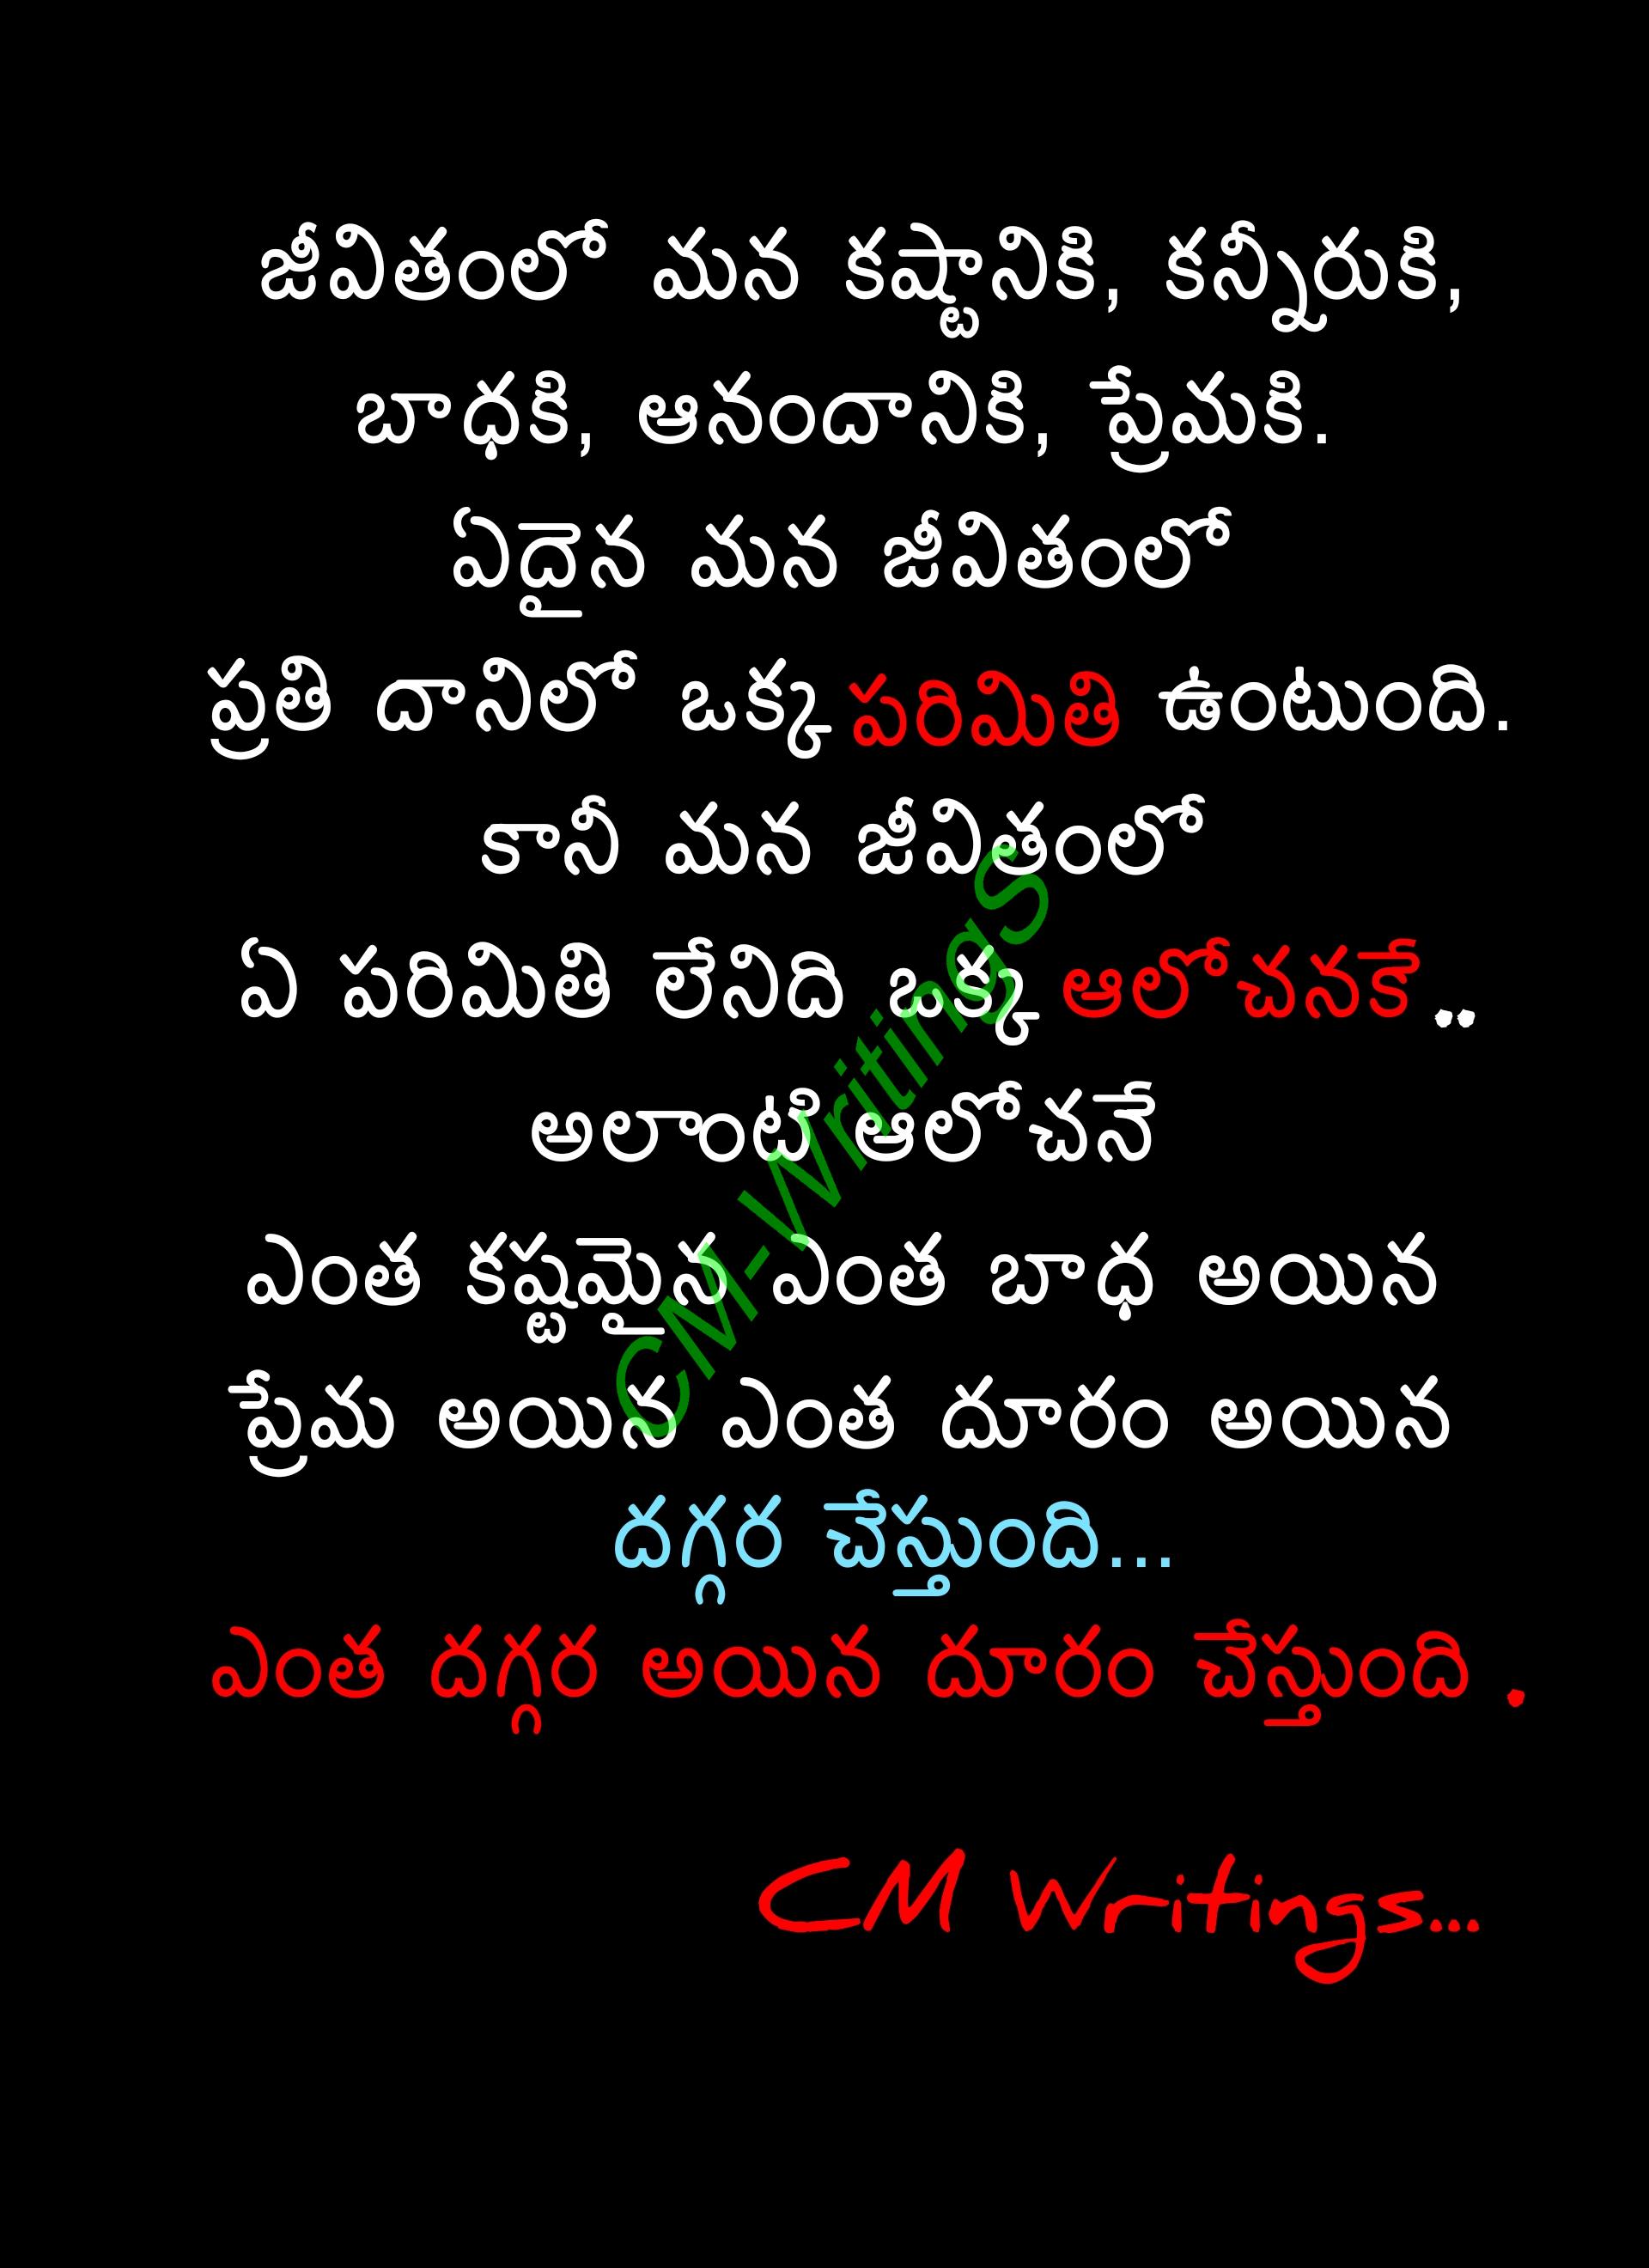 జీవితంలో మన కష్టానికి, కన్నీరుకి,
బాధకి, ఆనందానికి, ప్రేమకి.
ఏదైన మన జీవితంలో
ప్రతి దానిలో ఒక్క పరిమితి ఉంటుంది.
కానీ మన జీవితంలో
ఏ పరిమితి లేనిది ఒక్క ఆలోచనకే..
అలాంటి ఆలోచనే
ఎంత కష్టమైన ఎంత బాధ అయిన
ప్రేమ అయిన ఎంత దూరం అయిన
దగ్గర చేస్తుంది...
ఎంత దగ్గర అయిన దూరం చేస్తుంది .
CM-Writings
CM Writings...